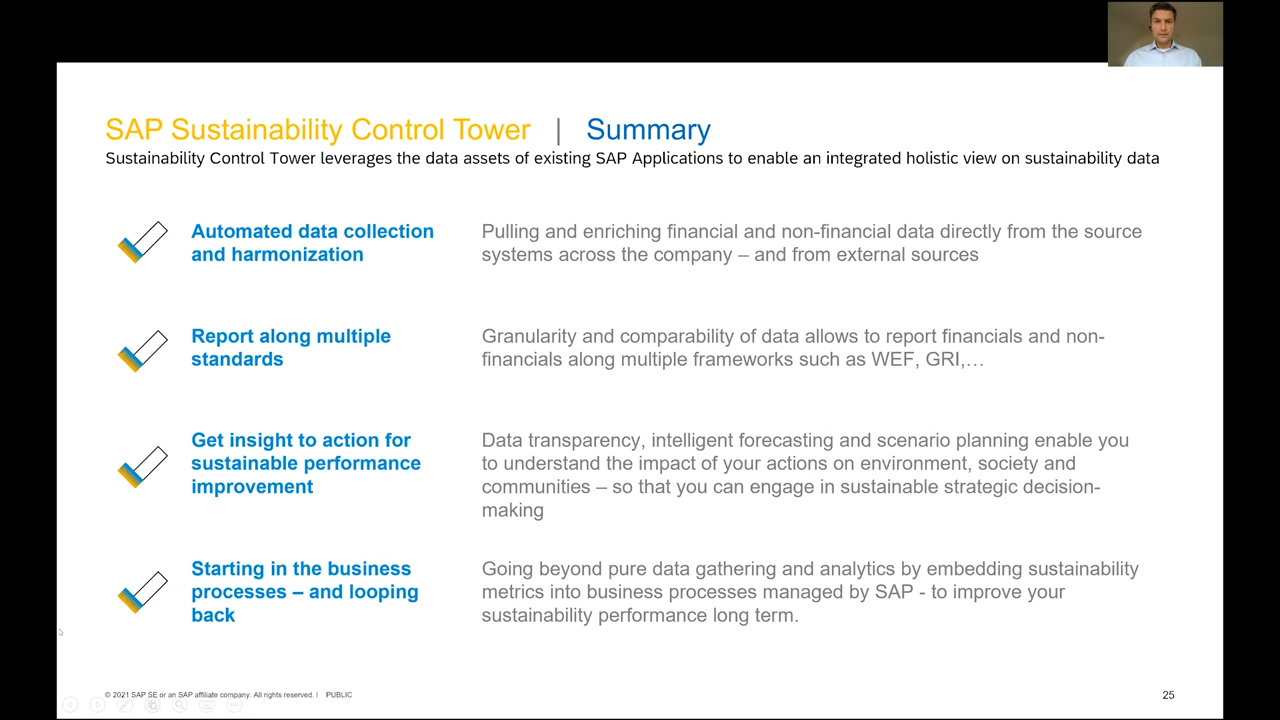 SAP Sustainability Control Tower | Summary
Sustainability Control Tower leverages the data assets of existing SAP Applications to enable an integrated holistic view on sustainability data
Automated data collection
and harmonization
Pulling and enriching financial and non-financial data directly from the source
systems across the company – and from external sources
Report along multiple
standards
Granularity and comparability of data allows to report financials and non-
financials along multiple frameworks such as WEF, GRI,…
Get insight to action for
sustainable performance
improvement
Data transparency, intelligent forecasting and scenario planning enable you
to understand the impact of your actions on environment, society and
communities – so that you can engage in sustainable strategic decision-
making
Starting in the business
processes – and looping
back
Going beyond pure data gathering and analytics by embedding sustainability
metrics into business processes managed by SAP - to improve your
sustainability performance long term.
© 2021 SAP SE or an SAP affiliate company. All rights reserved. | PUBLIC
25